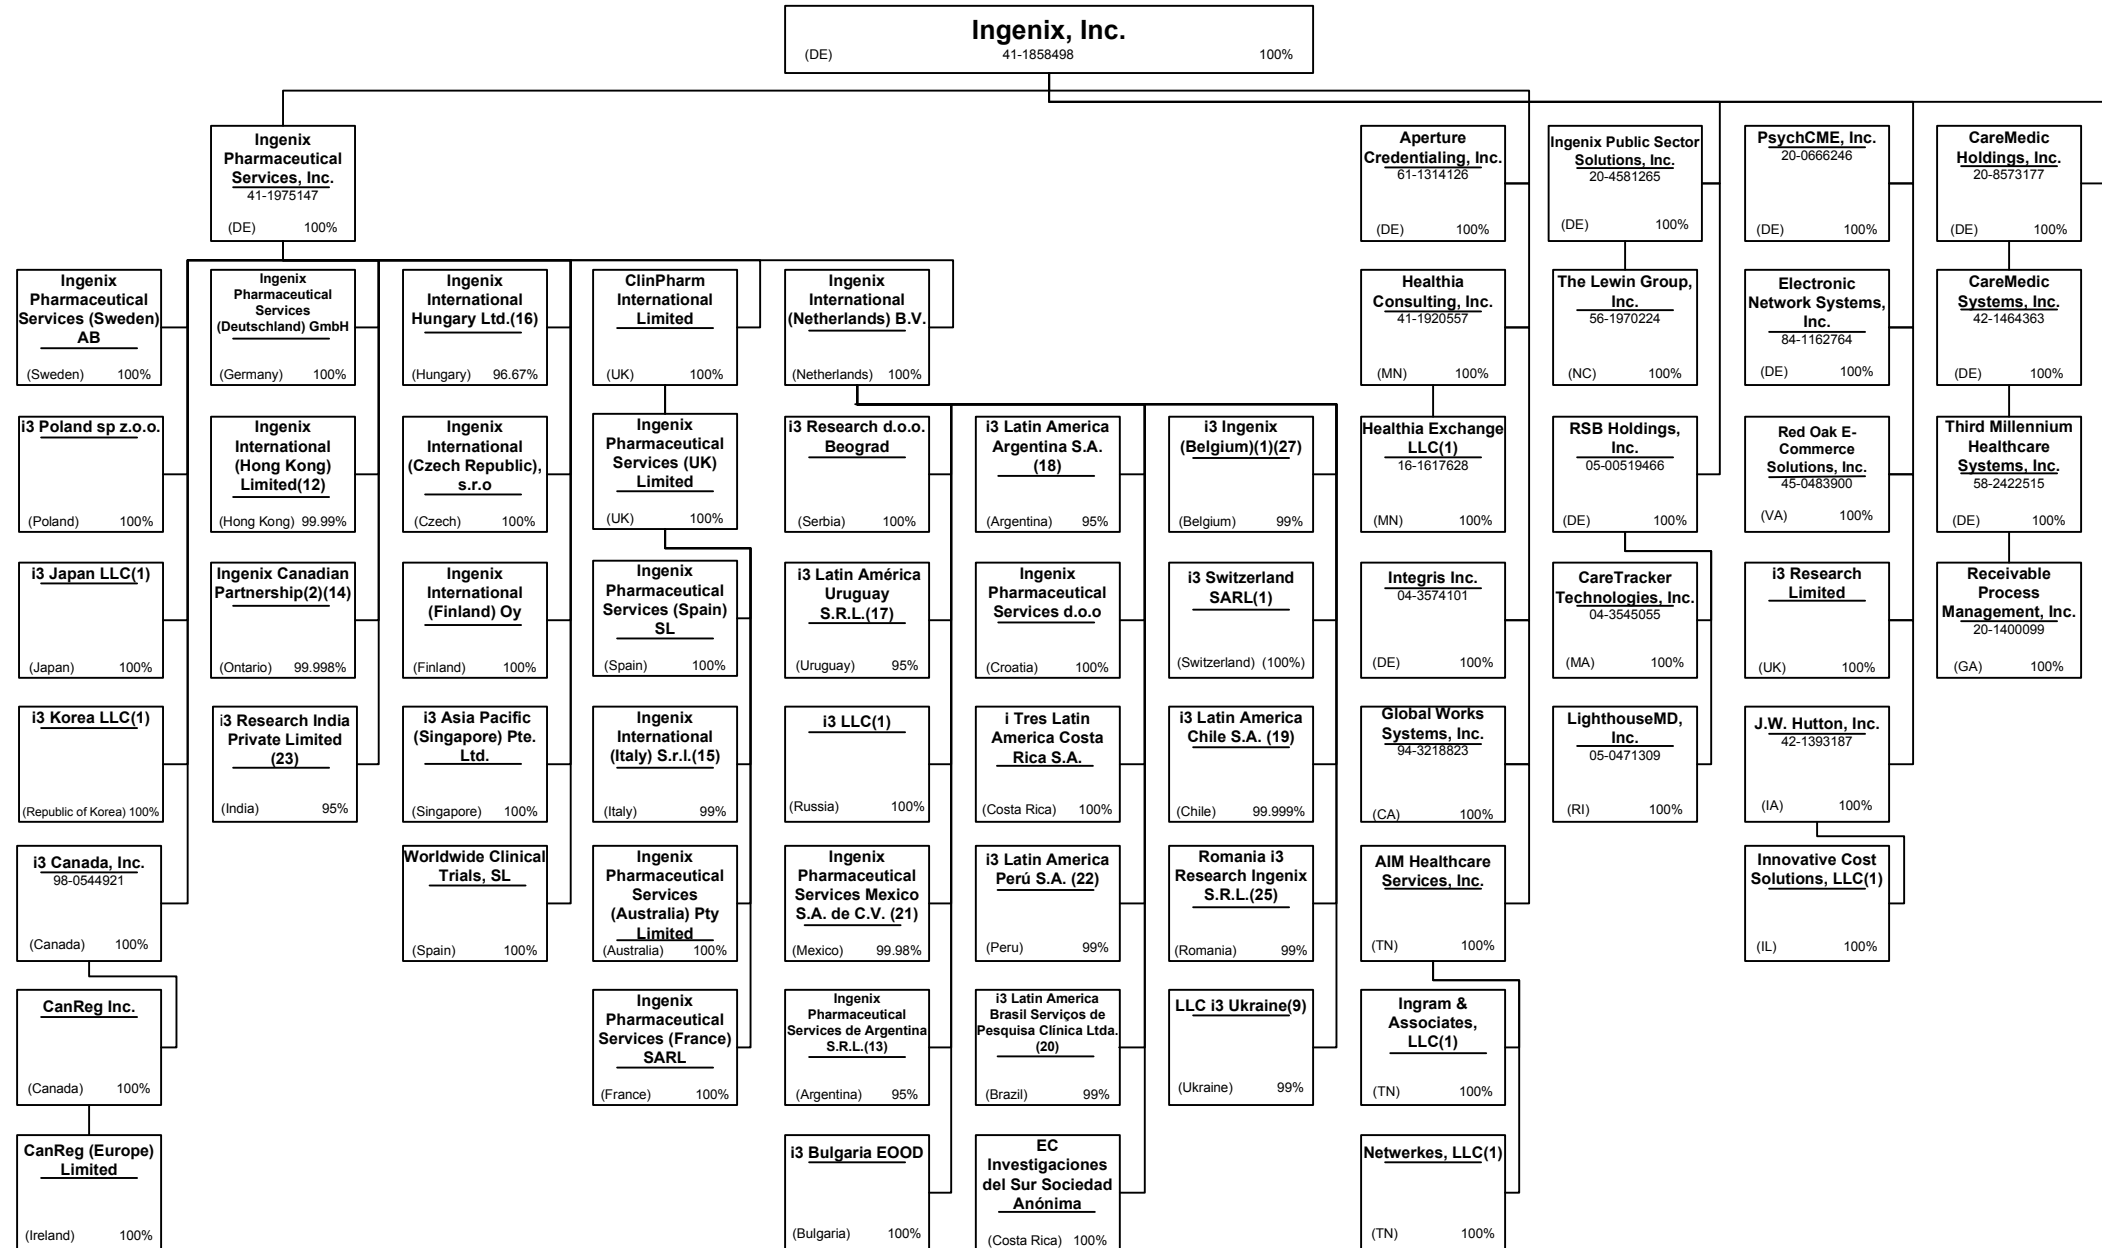 Ingenix, Inc.
(DE) 41-1858498 100%
Ingenix
Pharmaceutical
Services, Inc.
41-1975147
(DE) 100%
Aperture
Credentialing, Inc.
61-1314126
(DE) 100%
Ingenix Public Sector
Solutions, Inc.
20-4581265
(DE) 100%
PsychCME, Inc.
20-0666246
(DE) 100%
CareMedic
Holdings, Inc.
20-8573177
(DE) 100%
Ingenix
Pharmaceutical
Services (Sweden)
AB
(Sweden) 100%
Ingenix
Pharmaceutical
Services
(Deutschland) GmbH
(Germany) 100%
Ingenix
International
Hungary Ltd.(16)
(Hungary) 96.67%
ClinPharm
International
Limited
(UK) 100%
Ingenix
International
(Netherlands) B.V.
(Netherlands) 100%
Healthia
Consulting, Inc.
41-1920557
(MN) 100%
The Lewin Group,
Inc.
56-1970224
(NC) 100%
Electronic
Network Systems,
Inc.
84-1162764
(DE) 100%
CareMedic
Systems, Inc.
42-1464363
(DE) 100%
i3 Poland sp z.o.o.
(Poland) 100%
Ingenix
International
(Hong Kong)
Limited(12)
(Hong Kong) 99.99%
Ingenix
International
(Czech Republic),
s.r.o
(Czech) 100%
Ingenix
Pharmaceutical
Services (UK)
Limited
(UK) 100%
i3 Research d.o.o.
Beograd
(Serbia) 100%
i3 Latin America
Argentina S.A.
(18)
(Argentina) 95%
i3 Ingenix
(Belgium)(1)(27)
(Belgium) 99%
Healthia Exchange
LLC(1)
16-1617628
(MN) 100%
RSB Holdings,
Inc.
05-00519466
(DE) 100%
Red Oak E-
Commerce
Solutions, Inc.
45-0483900
(VA) 100%
Third Millennium
Healthcare
Systems, Inc.
58-2422515
(DE) 100%
i3 Japan LLC(1)
(Japan) 100%
Ingenix Canadian
Partnership(2)(14)
(Ontario) 99.998%
Ingenix
International
(Finland) Oy
(Finland) 100%
Ingenix
Pharmaceutical
Services (Spain)
SL
(Spain) 100%
i3 Latin América
Uruguay
S.R.L.(17)
(Uruguay) 95%
Ingenix
Pharmaceutical
Services d.o.o
(Croatia) 100%
i3 Switzerland
SARL(1)
(Switzerland) (100%)
Integris Inc.
04-3574101
(DE) 100%
CareTracker
Technologies, Inc.
04-3545055
(MA) 100%
i3 Research
Limited
(UK) 100%
Receivable
Process
Management, Inc.
20-1400099
(GA) 100%
i3 Korea LLC(1)
(Republic of Korea) 100%
i3 Research India
Private Limited
(23)
(India) 95%
i3 Asia Pacific
(Singapore) Pte.
Ltd.
(Singapore) 100%
Ingenix
International
(Italy) S.r.l.(15)
(Italy) 99%
i3 LLC(1)
(Russia) 100%
i Tres Latin
America Costa
Rica S.A.
(Costa Rica) 100%
i3 Latin America
Chile S.A. (19)
(Chile) 99.999%
Global Works
Systems, Inc.
94-3218823
(CA) 100%
LighthouseMD,
Inc.
05-0471309
(RI) 100%
J.W. Hutton, Inc.
42-1393187
(IA) 100%
i3 Canada, Inc.
98-0544921
(Canada) 100%
Worldwide Clinical
Trials, SL
(Spain) 100%
Ingenix
Pharmaceutical
Services
(Australia) Pty
Limited
(Australia) 100%
Ingenix
Pharmaceutical
Services Mexico
S.A. de C.V. (21)
(Mexico) 99.98%
i3 Latin America
Perú S.A. (22)
(Peru) 99%
Romania i3
Research Ingenix
S.R.L.(25)
(Romania) 99%
AIM Healthcare
Services, Inc.
(TN) 100%
Innovative Cost
Solutions, LLC(1)
(IL) 100%
CanReg Inc.
(Canada) 100%
Ingenix
Pharmaceutical
Services (France)
SARL
(France) 100%
Ingenix
Pharmaceutical
Services de Argentina
S.R.L.(13)
(Argentina) 95%
i3 Latin America
Brasil Serviços de
Pesquisa Clínica Ltda.
(20)
(Brazil) 99%
LLC i3 Ukraine(9)
(Ukraine) 99%
Ingram &
Associates,
LLC(1)
(TN) 100%
CanReg (Europe)
Limited
(Ireland) 100%
i3 Bulgaria EOOD
(Bulgaria) 100%
EC
Investigaciones
del Sur Sociedad
Anónima
(Costa Rica) 100%
Netwerkes, LLC(1)
(TN) 100%